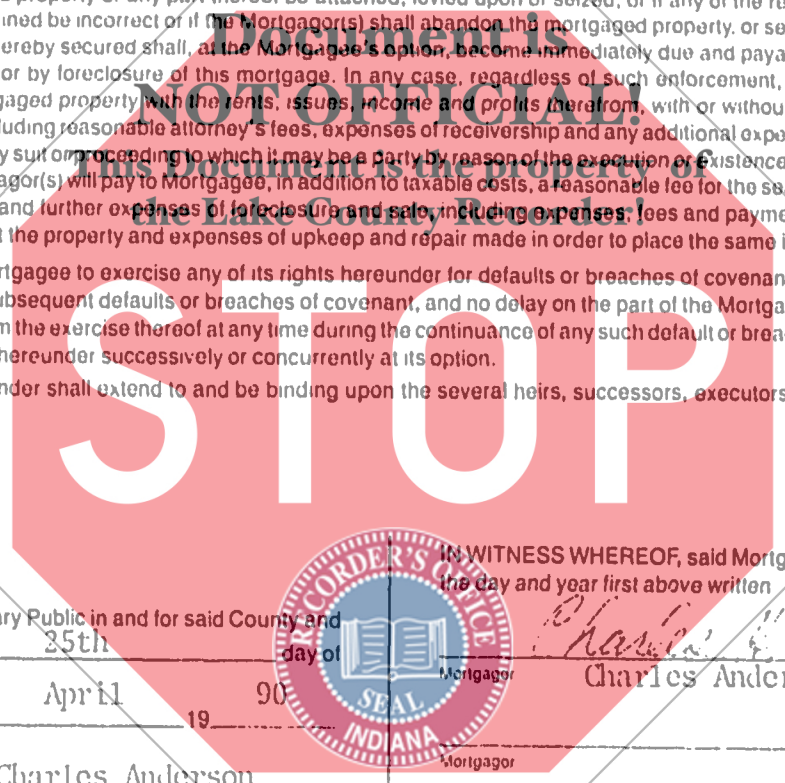 property or any part thereof be attached, levied upon or seized, or if any of the re
ined be incorrect or if the Mortgagor(s) shall abandon the mortgaged property. or se
ereby secured shall, at the Mortgagee's option, become immediately due and paya
or by foreclosure of this mortgage. In any case, regardless of such enforcement,
gaged property with the rents, issues, income and profits therefrom, with or withou
luding reasonable attorney's fees, expenses of receivership and any additional expe
y suit or proceeding to which it may be a party by reason of the execution or existence
agor(s) will pay to Mortgagee, in addition to taxable costs, a reasonable fee for the se
and further expenses of foreclosure and sale, including expenses, fees and payme
t the property and expenses of upkeep and repair made in order to place the same i
rtgagee to exercise any of its rights hereunder for defaults or breaches of covenan
ubsequent defaults or breaches of covenant, and no delay on the part of the Mortga
m the exercise thereof at any time during the continuance of any such default or brea
hereunder successively or concurrently at its option.
nder shall extend to and be binding upon the several heirs, successors, executors
Document is
NOT OFFICIAL!
This Document is the property of
the Lake County Recorder!
STOP
RECORDER'S OFFICE
SEAL
INDIANA
ary Public in and for said County and
25th
day of
April 90
19
Charles Anderson
IN WITNESS WHEREOF, said Mortg
the day and year first above written
Charles
Mortgagor Charles Ander
Mortgagor